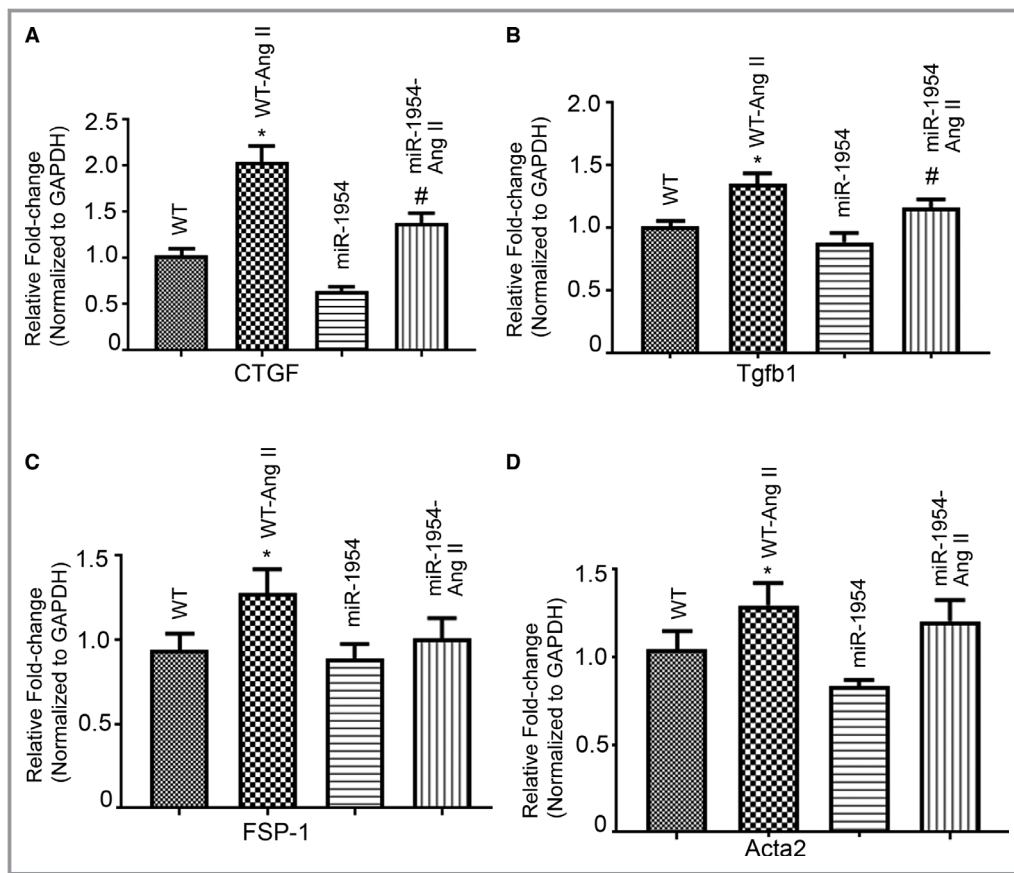 A
Relative Fold-change
(Normalized to GAPDH)
2.5
2.0
1.5
1.0
0.5
0
WT
* WT-Ang II
miR-1954
miR-1954-
Ang II
#
CTGF
B
Relative Fold-change
(Normalized to GAPDH)
2.0
1.5
1.0
0.5
0
WT
* WT-Ang II
miR-1954
miR-1954
Ang II
#
Tgfb1
C
Relative Fold-change
(Normalized to GAPDH)
1.5
1.0
0.5
0
WT
* WT-Ang II
miR-1954
miR-1954-
Ang II
FSP-1
D
Relative Fold-change
(Normalized to GAPDH)
1.5
1.0
0.5
0
WT
* WT-Ang II
miR-1954
miR-1954-
Ang II
Acta2